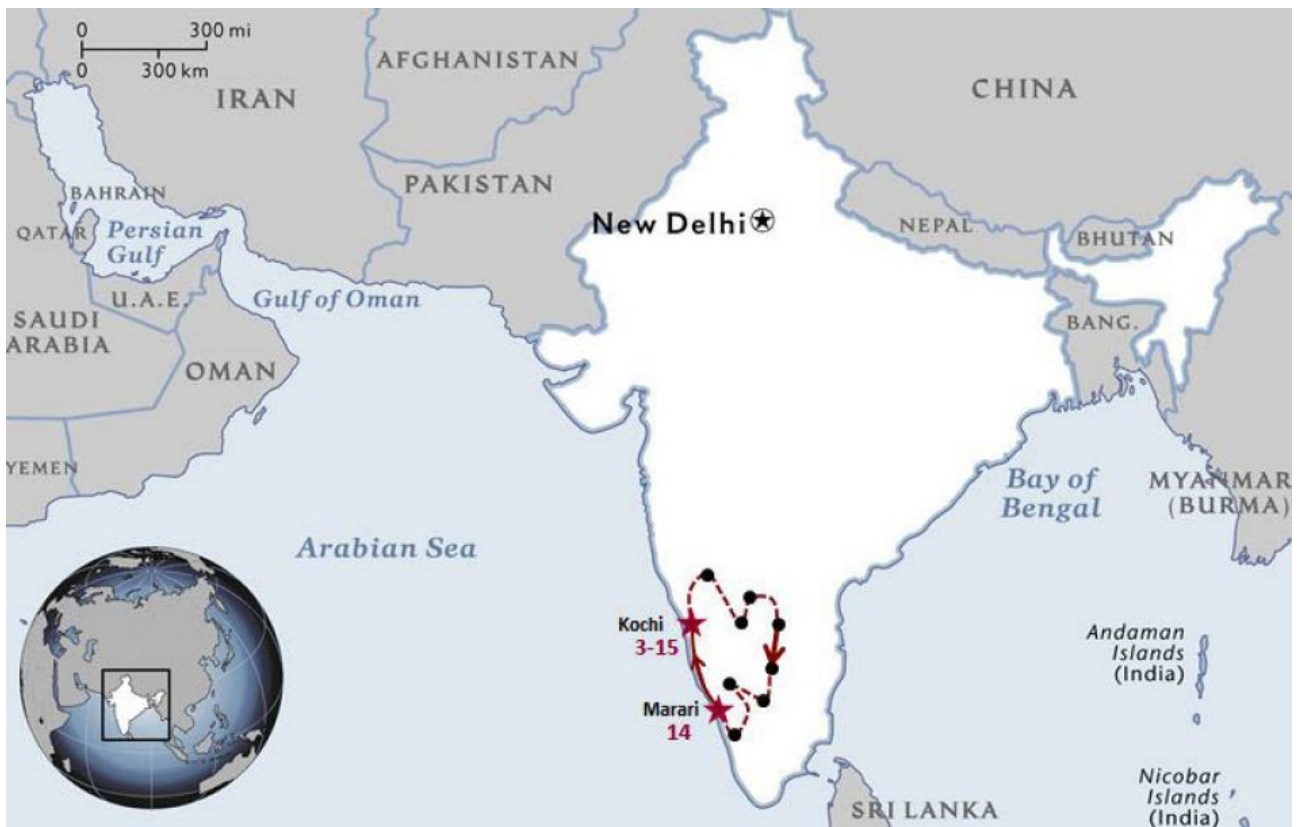 0 300 mi
0 300 km
AFGHANISTAN
CHINA
IRAN
PAKISTAN
BAHRAIN
New Delhi
NEPAL
BHUTAN
QATAR
Persian
Gulf
U.A.E.
Gulf of Oman
SAUDI
ARABIA
BANG.
OMAN
YEMEN
Bay of
Bengal
MYANMAR
(BURMA)
Arabian Sea
Kochi
3-15
Andaman
Islands
(India)
Marari
14
Nicobar
Islands
(India)
SRI LANKA